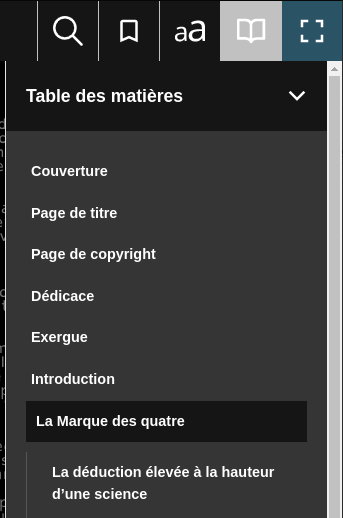 aA
Table des matières
Couverture
Page de titre
Page de copyright
Dédicace
Exergue
Introduction
La Marque des quatre
La déduction élevée à la hauteur
d’une science